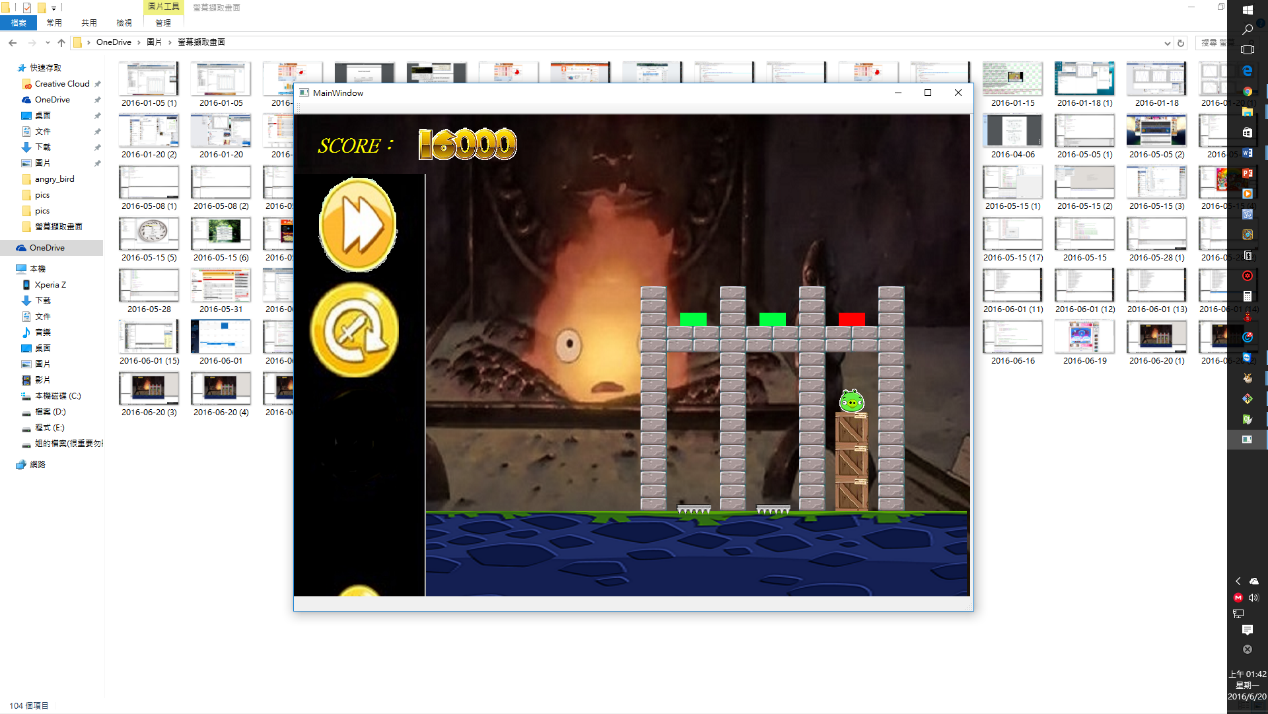 圖片工具
螢幕擷取畫面
檔案
常用
共用
檢視
管理
OneDrive
圖片
螢幕擷取畫面
快速存取
Creative Cloud
OneDrive
桌面
文件
下載
圖片
angry_bird
pics
pics
螢幕擷取畫面
OneDrive
本機
Xperia Z
下載
文件
音樂
桌面
圖片
影片
本機磁碟 (C:)
檔案 (D:)
程式 (E:)
網路
2016-01-05 (1)
2016-01-05
2016-01-15
2016-01-18 (1)
2016-01-18
2016-01-20 (2)
2016-01-20
2016-04-06
2016-05-05 (1)
2016-05-05 (2)
2016-05-08 (1)
2016-05-08 (2)
2016-05-15 (1)
2016-05-15 (2)
2016-05-15 (3)
2016-05-15 (5)
2016-05-15 (6)
2016-05-15 (17)
2016-05-15
2016-05-28 (1)
2016-05-28
2016-05-31
2016-06-01 (11)
2016-06-01 (12)
2016-06-01 (13)
2016-06-01 (15)
2016-06-01
2016-06-16
2016-06-19
2016-06-20 (1)
2016-06-20 (3)
2016-06-20 (4)
MainWindow
SCORE：
16000
104 個項目
上午 01:42
星期一
2016/6/20